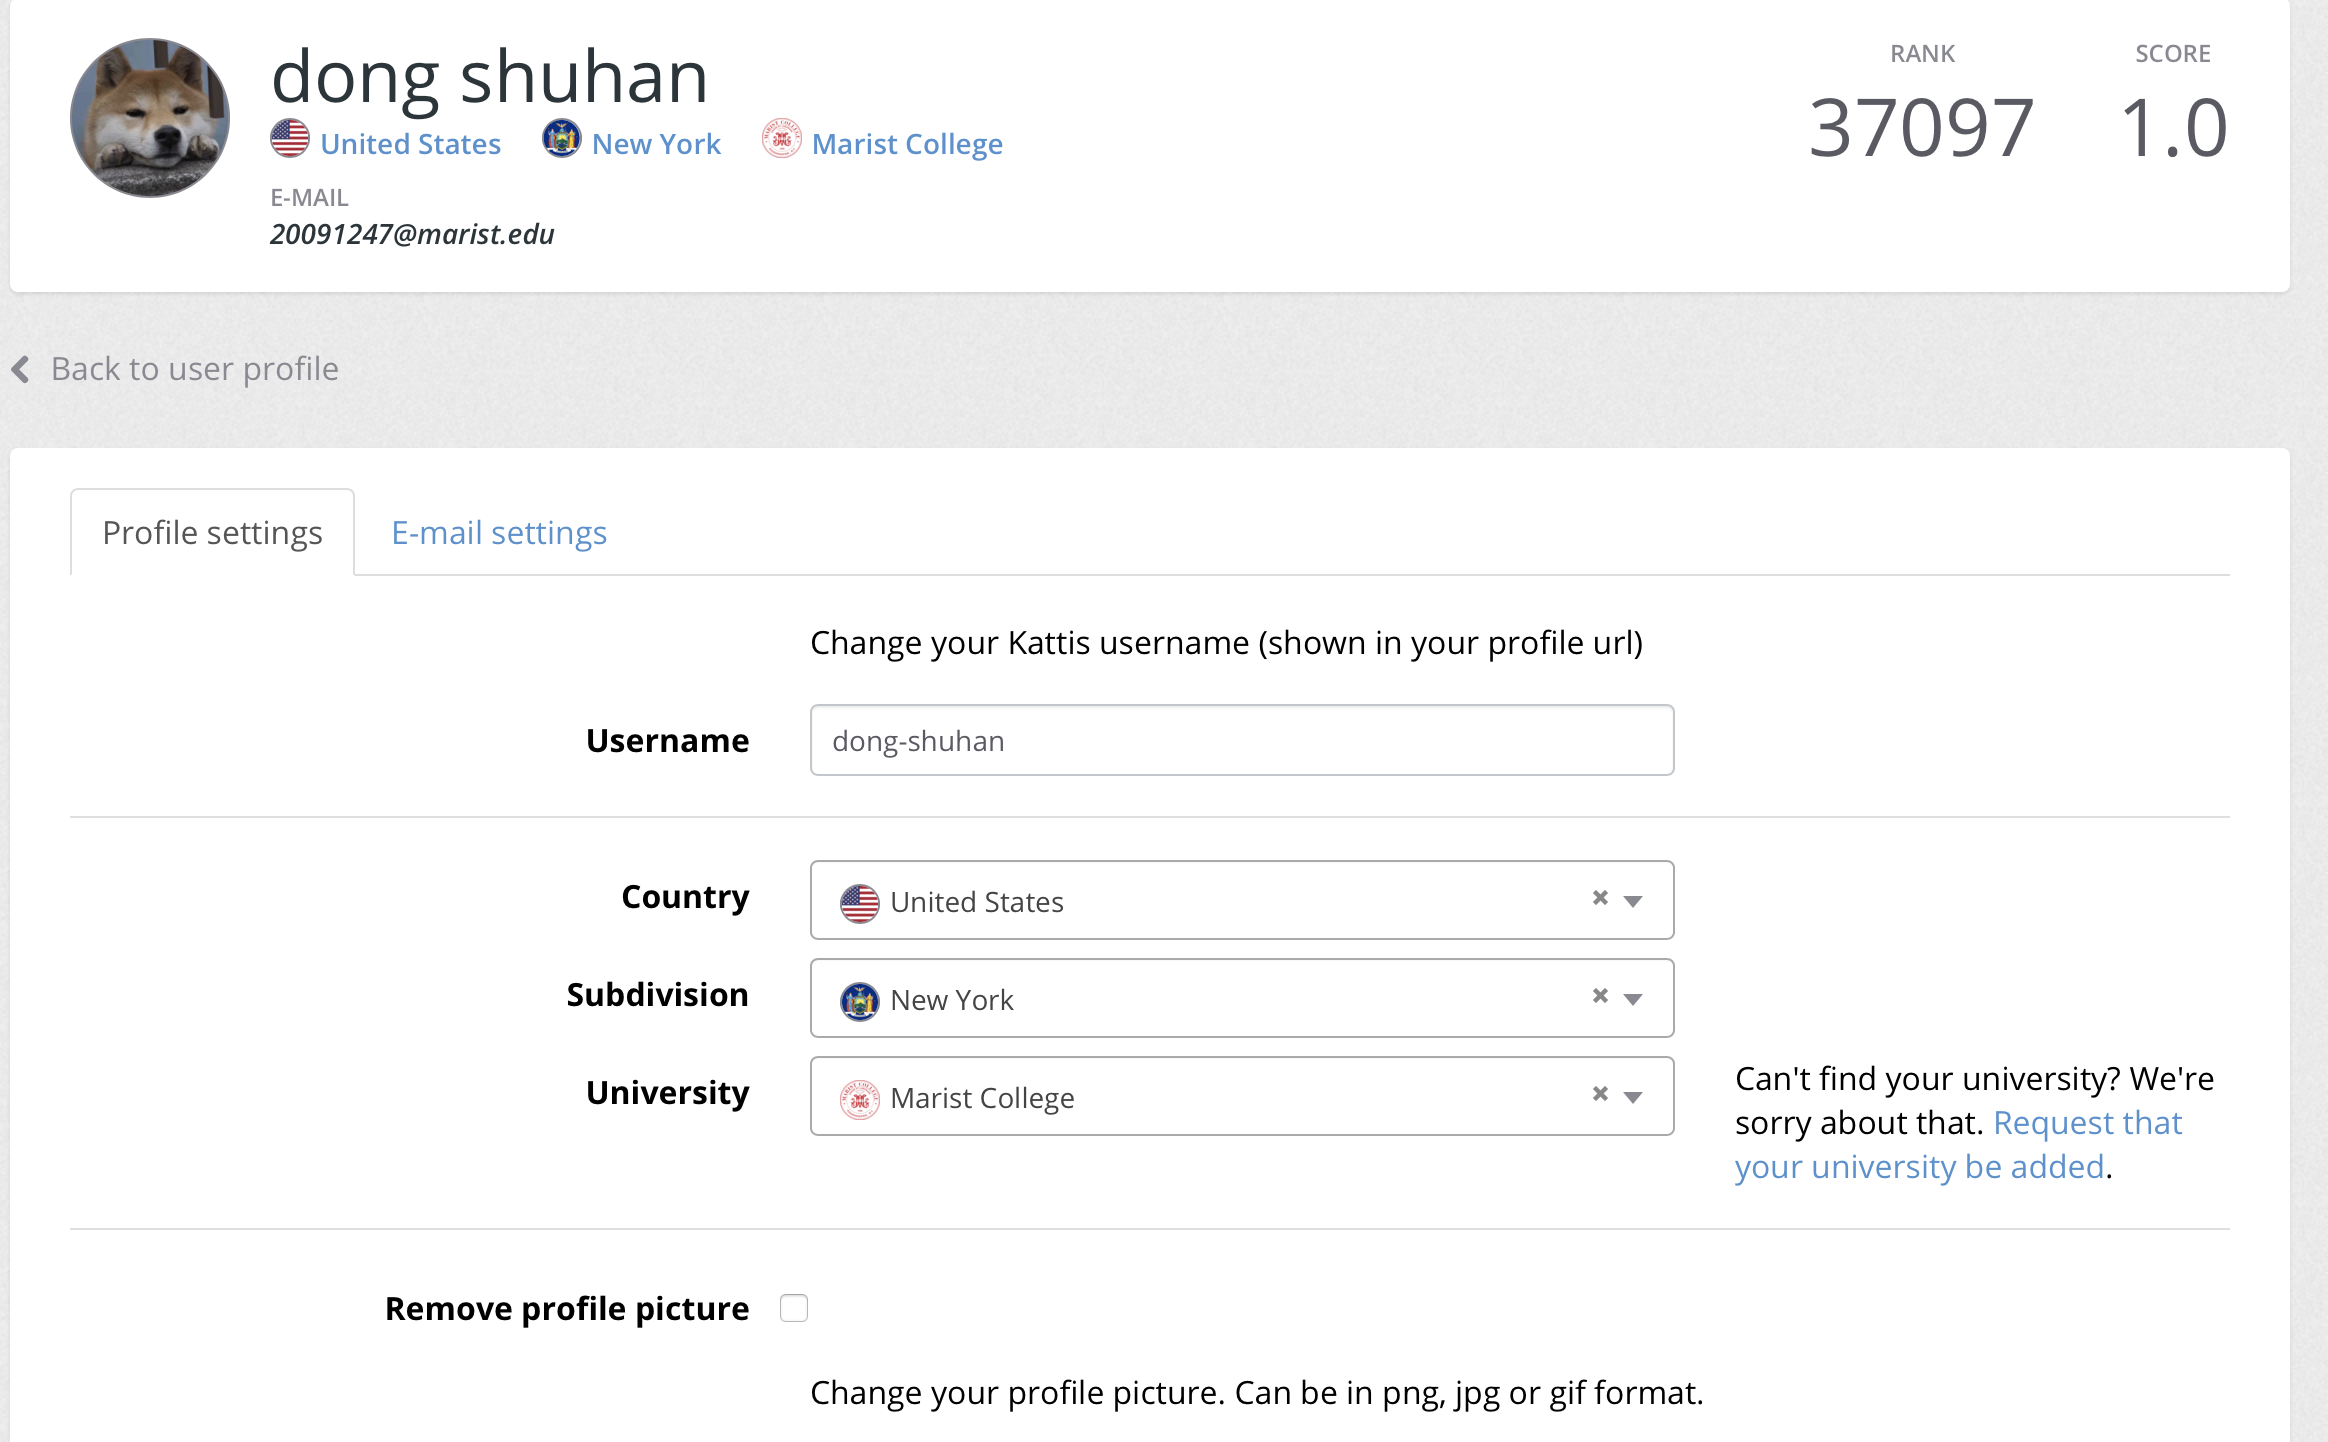 dong shuhan
United States New York Marist College
E-MAIL
20091247@marist.edu
RANK
37097
SCORE
1.0
Back to user profile
Profile settings
E-mail settings
Change your Kattis username (shown in your profile url)
Username
dong-shuhan
Country
United States
Subdivision
New York
University
Marist College
Can't find your university? We're
sorry about that. Request that
your university be added.
Remove profile picture
Change your profile picture. Can be in png, jpg or gif format.